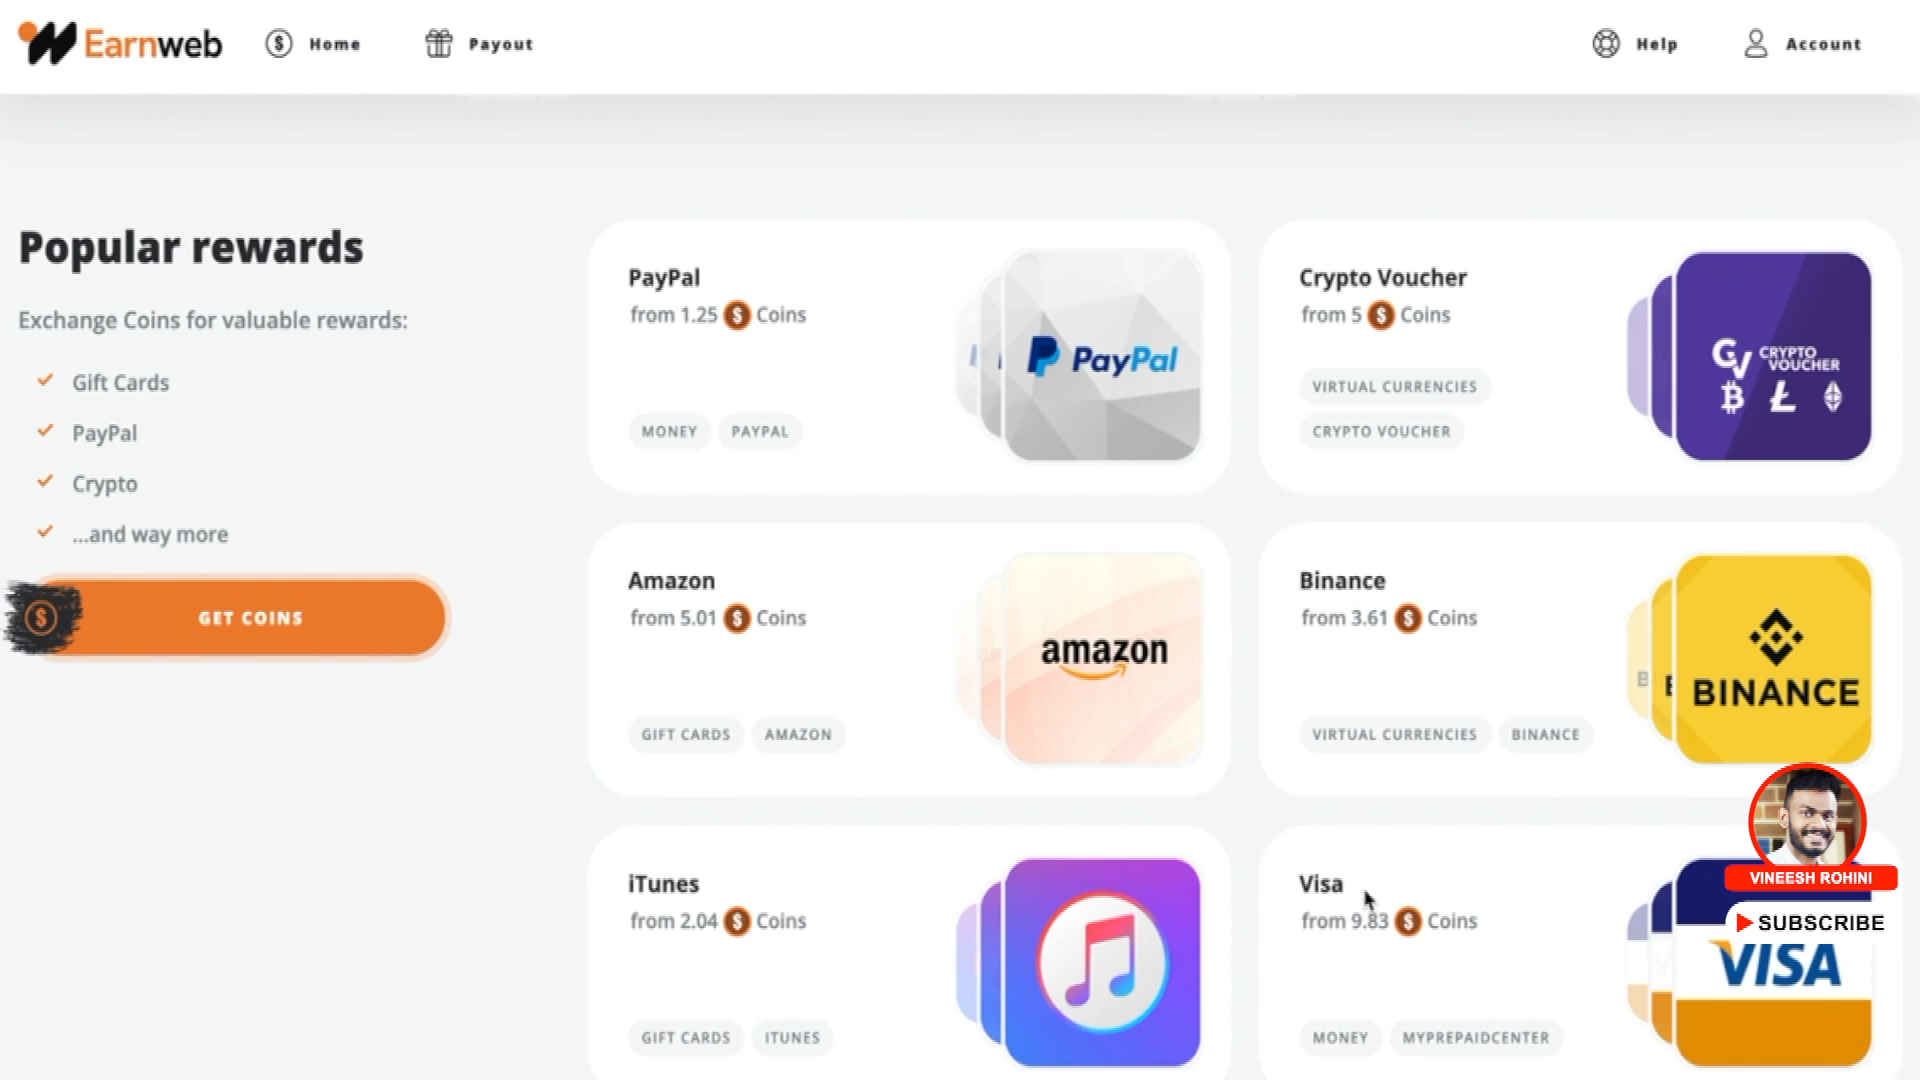 Earnweb
Home
Payout
Help
Account
Popular rewards
Exchange Coins for valuable rewards:
Gift Cards
PayPal
Crypto
...and way more
$ GET COINS
PayPal
from 1.25 $ Coins
MONEY
PAYPAL
PayPal
Crypto Voucher
from 5 $ Coins
VIRTUAL CURRENCIES
CRYPTO VOUCHER
CRYPTO
VOUCHER
Amazon
from 5.01 $ Coins
GIFT CARDS
AMAZON
amazon
Binance
from 3.61 $ Coins
VIRTUAL CURRENCIES
BINANCE
BINANCE
iTunes
from 2.04 $ Coins
GIFT CARDS
ITUNES
Visa
from 9.83 $ Coins
MONEY
MYPREPAIDCENTER
VISA
VINEESH ROHINI
SUBSCRIBE